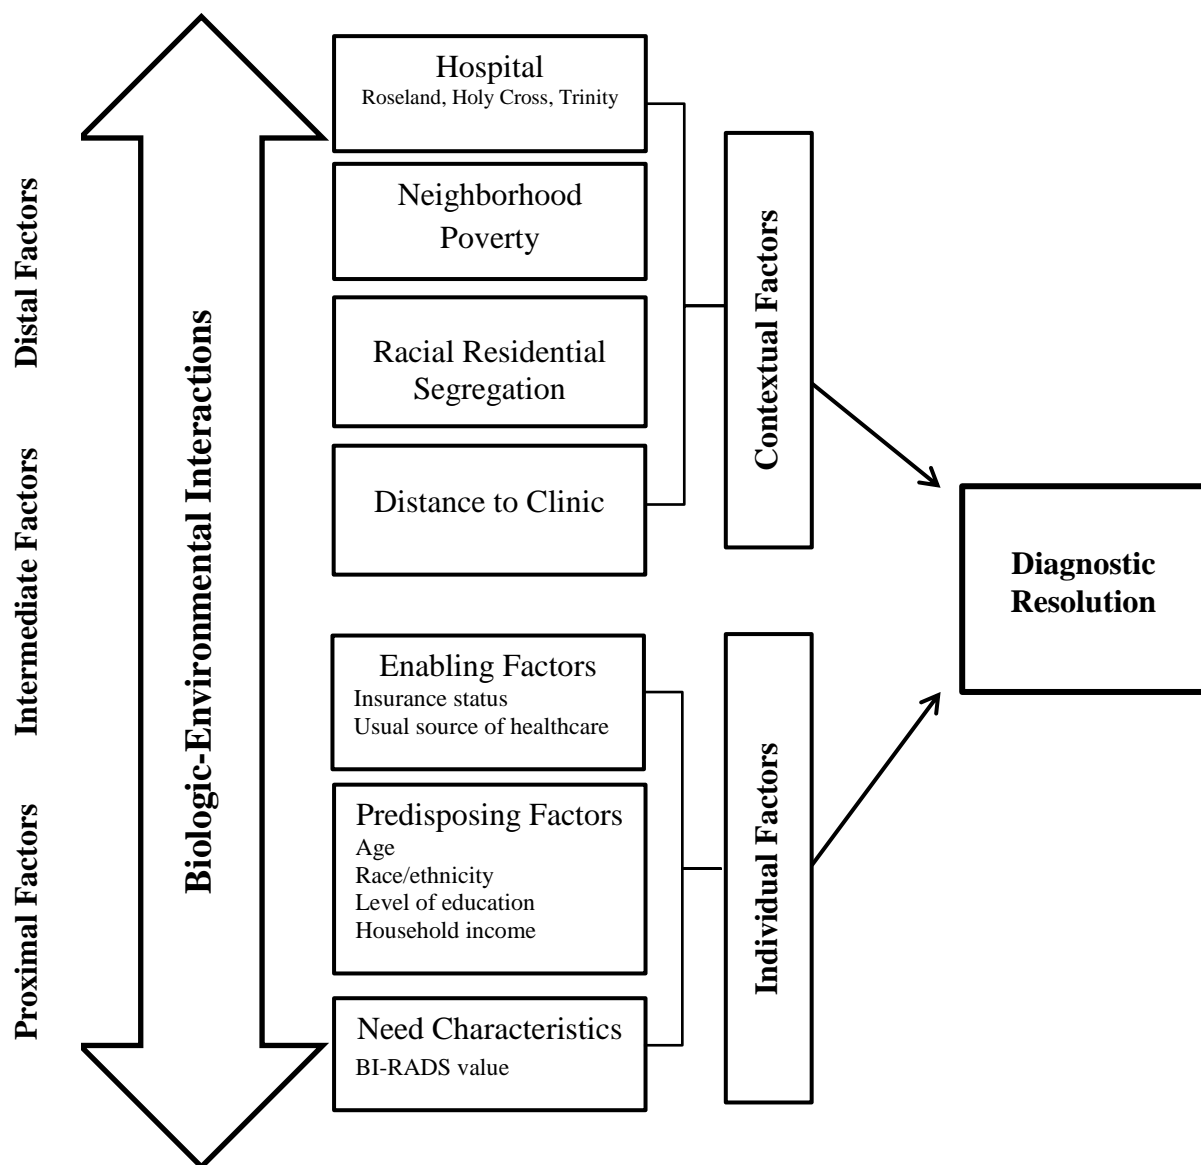 Distal Factors
Intermediate Factors
Proximal Factors
Biologic-Environmental Interactions
Hospital
Roseland, Holy Cross, Trinity
Neighborhood
Poverty
Racial Residential
Segregation
Distance to Clinic
Enabling Factors
Insurance status
Usual source of healthcare
Predisposing Factors
Age
Race/ethnicity
Level of education
Household income
Need Characteristics
BI-RADS value
Contextual Factors
Individual Factors
Diagnostic
Resolution